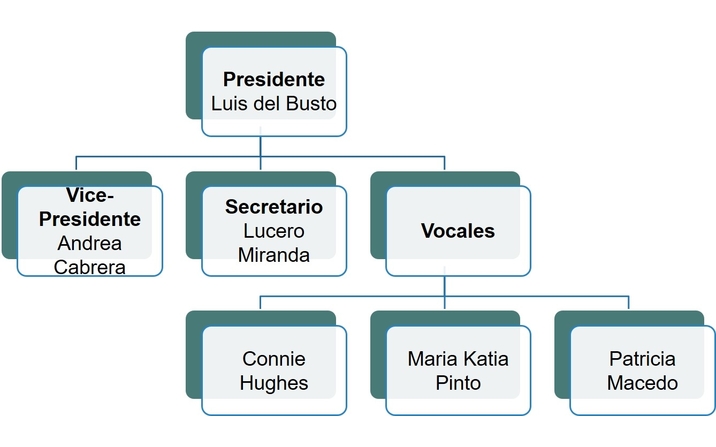 Presidente
Luis del Busto
Vice-
Presidente
Andrea
Cabrera
Secretario
Lucero
Miranda
Vocales
Connie
Hughes
Maria Katia
Pinto
Patricia
Macedo